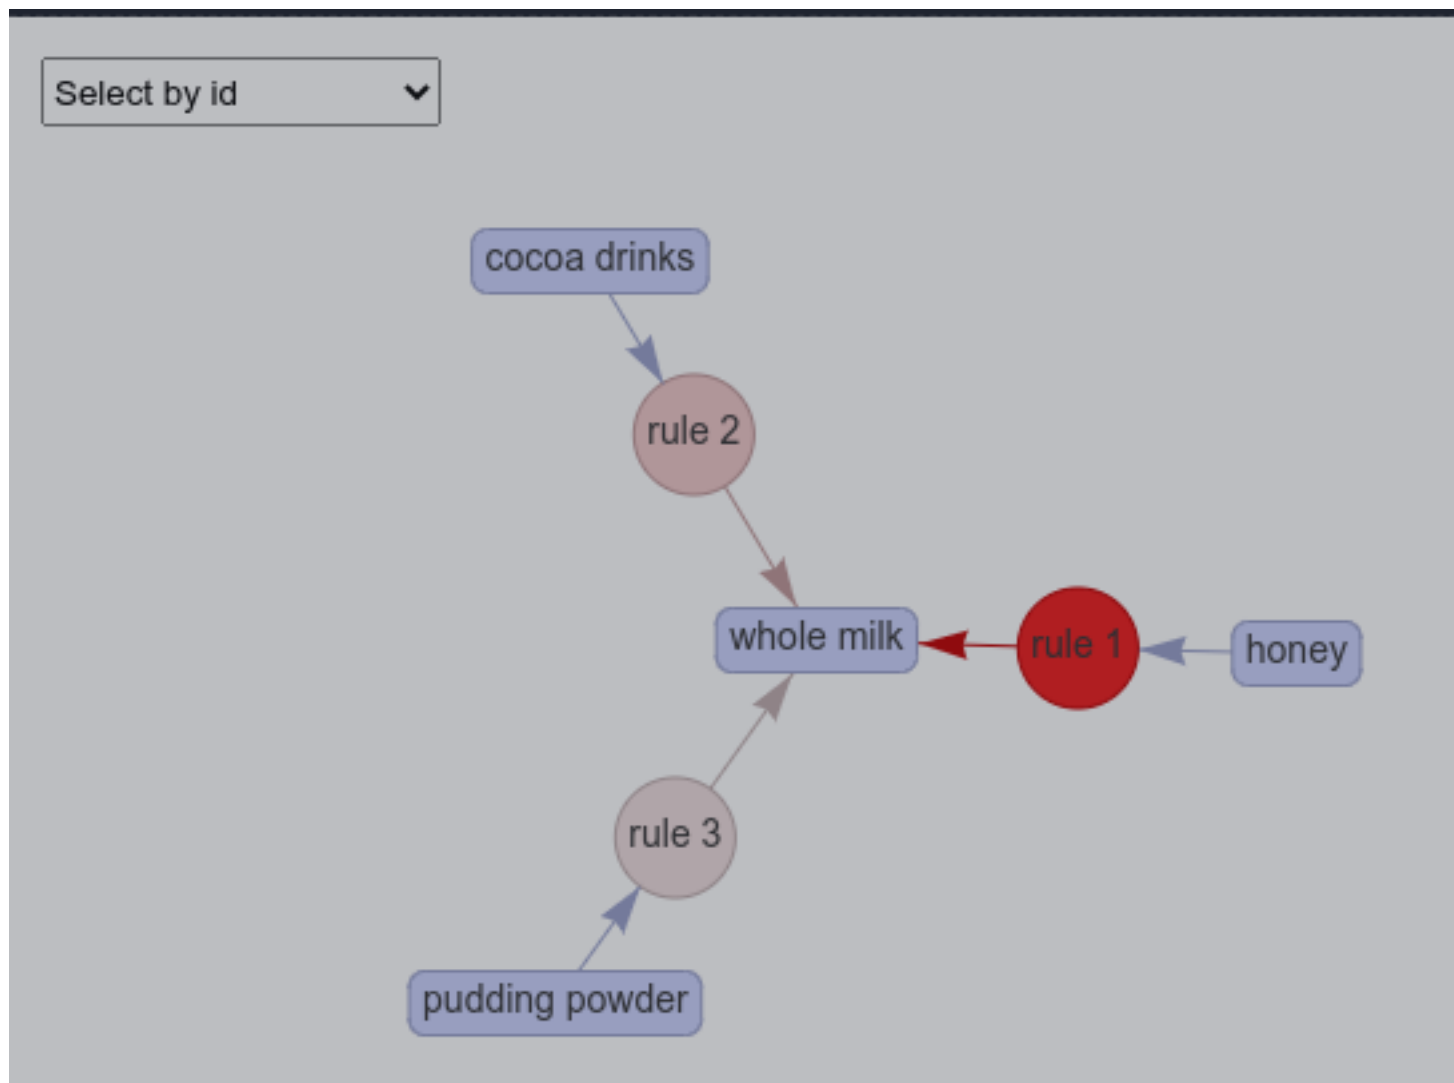 Select by id
cocoa drinks
rule 2
whole milk
rule 1
honey
rule 3
pudding powder